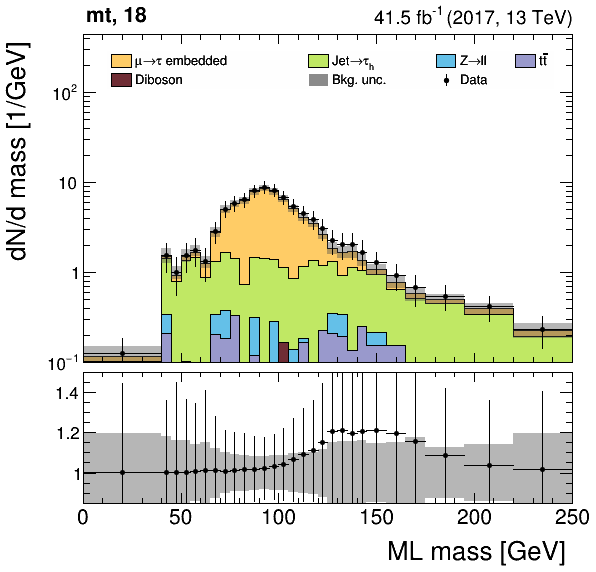 mt, 18 41.5 fb⁻¹ (2017, 13 TeV)
dN/d mass [1/GeV]
μ→τ embedded Jet→τₕ Z→ll tt̄
Diboson Bkg. unc. Data
10²
10
1
10⁻¹
1.4
1.2
1
0 50 100 150 200 250
ML mass [GeV]